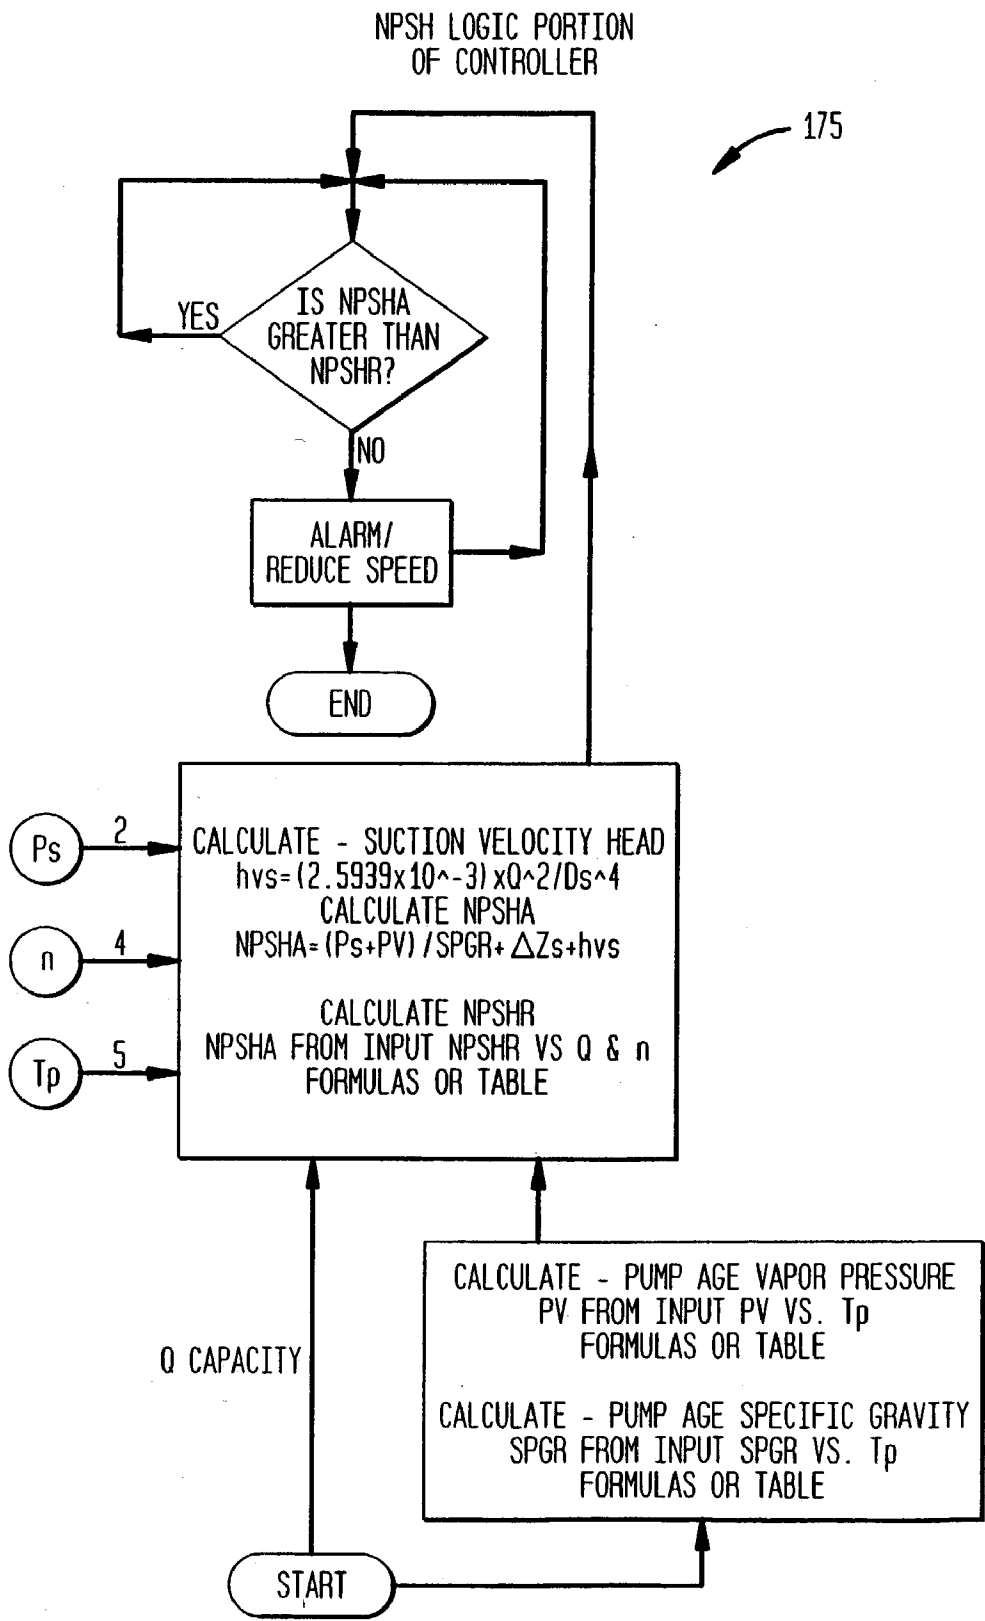 NPSH LOGIC PORTION
OF CONTROLLER
175
IS NPSHA
GREATER THAN
NPSHR?
YES
NO
ALARM/
REDUCE SPEED
END
Ps
2
n
4
Tp
5
CALCULATE - SUCTION VELOCITY HEAD
hvs=(2.5939x10^-3)xQ^2/Ds^4
CALCULATE NPSHA
NPSHA=(Ps+PV)/SPGR+△Zs+hvs
CALCULATE NPSHR
NPSHA FROM INPUT NPSHR VS Q & n
FORMULAS OR TABLE
CALCULATE - PUMP AGE VAPOR PRESSURE
PV FROM INPUT PV VS. Tp
FORMULAS OR TABLE
CALCULATE - PUMP AGE SPECIFIC GRAVITY
SPGR FROM INPUT SPGR VS. Tp
FORMULAS OR TABLE
Q CAPACITY
START